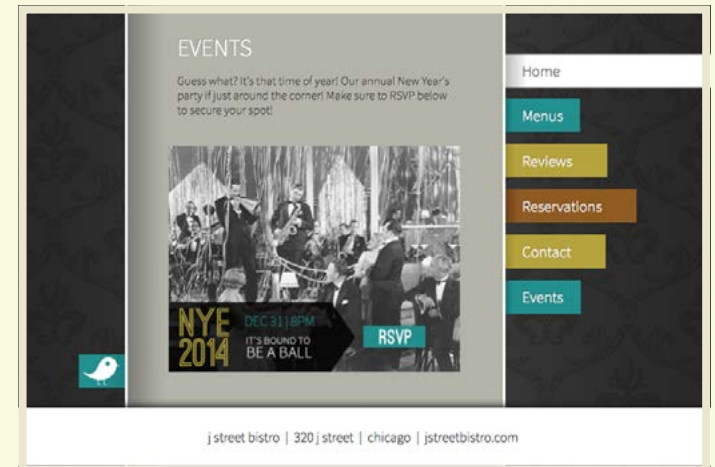 EVENTS
Guess what? It's that time of year! Our annual New Year's
party if just around the corner! Make sure to RSVP below
to secure your spot!
NYE
2014
DEC 31 | 8PM
IT'S BOUND TO
BE A BALL
RSVP
Home
Menus
Reviews
Reservations
Contact
Events
j street bistro | 320 j street | chicago | jstreetbistro.com